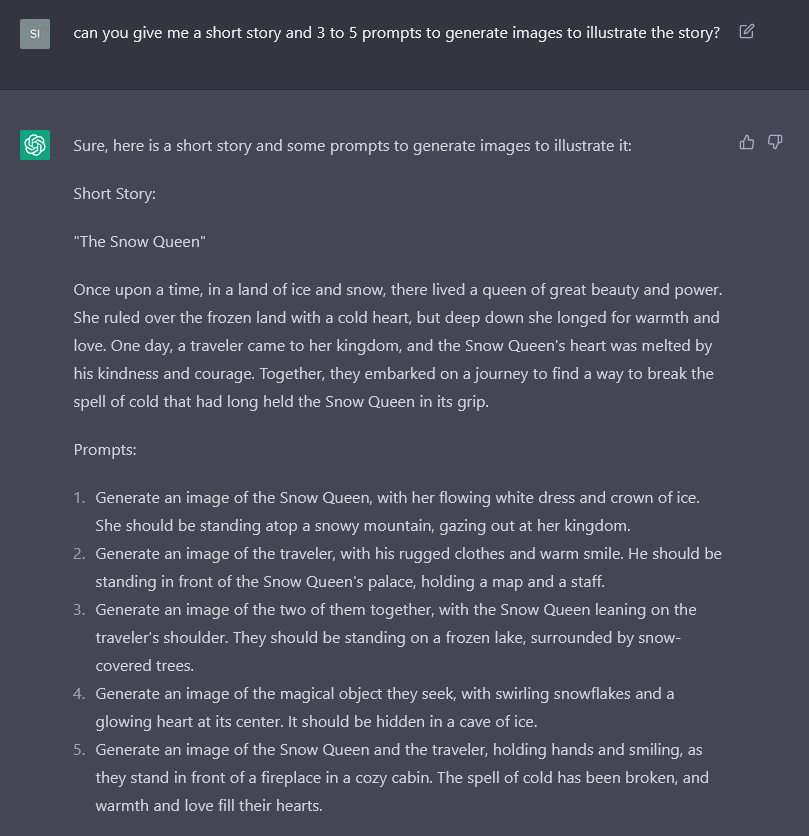 SI
can you give me a short story and 3 to 5 prompts to generate images to illustrate the story?
Sure, here is a short story and some prompts to generate images to illustrate it:
Short Story:
"The Snow Queen"
Once upon a time, in a land of ice and snow, there lived a queen of great beauty and power.
She ruled over the frozen land with a cold heart, but deep down she longed for warmth and
love. One day, a traveler came to her kingdom, and the Snow Queen's heart was melted by
his kindness and courage. Together, they embarked on a journey to find a way to break the
spell of cold that had long held the Snow Queen in its grip.
Prompts:
1. Generate an image of the Snow Queen, with her flowing white dress and crown of ice.
She should be standing atop a snowy mountain, gazing out at her kingdom.
2. Generate an image of the traveler, with his rugged clothes and warm smile. He should be
standing in front of the Snow Queen's palace, holding a map and a staff.
3. Generate an image of the two of them together, with the Snow Queen leaning on the
traveler's shoulder. They should be standing on a frozen lake, surrounded by snow-
covered trees.
4. Generate an image of the magical object they seek, with swirling snowflakes and a
glowing heart at its center. It should be hidden in a cave of ice.
5. Generate an image of the Snow Queen and the traveler, holding hands and smiling, as
they stand in front of a fireplace in a cozy cabin. The spell of cold has been broken, and
warmth and love fill their hearts.